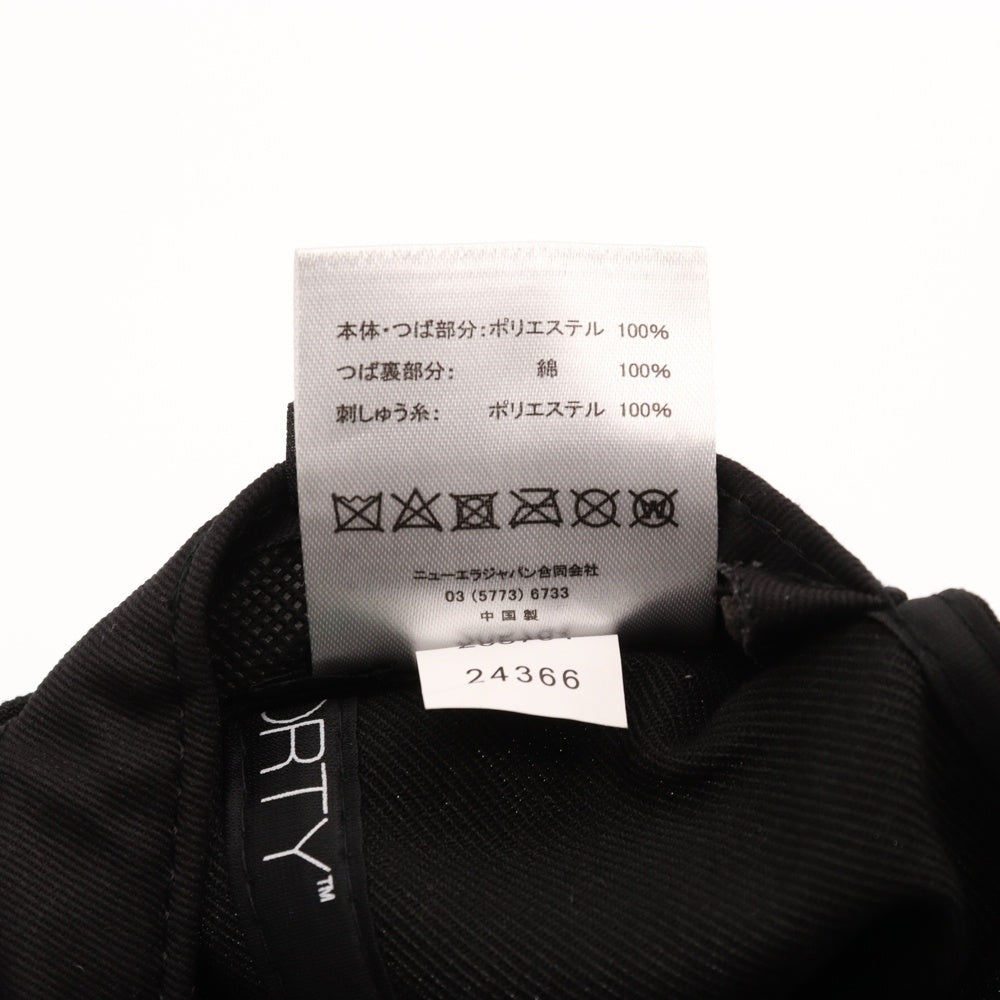 本体・つば部分:ポリエステル 100%
つば裏部分: 綿 100%
刺しゅう糸: ポリエステル 100%
W
ニューエラジャパン合同会社
03 (5773) 6733
中国製
24366
ORTY™